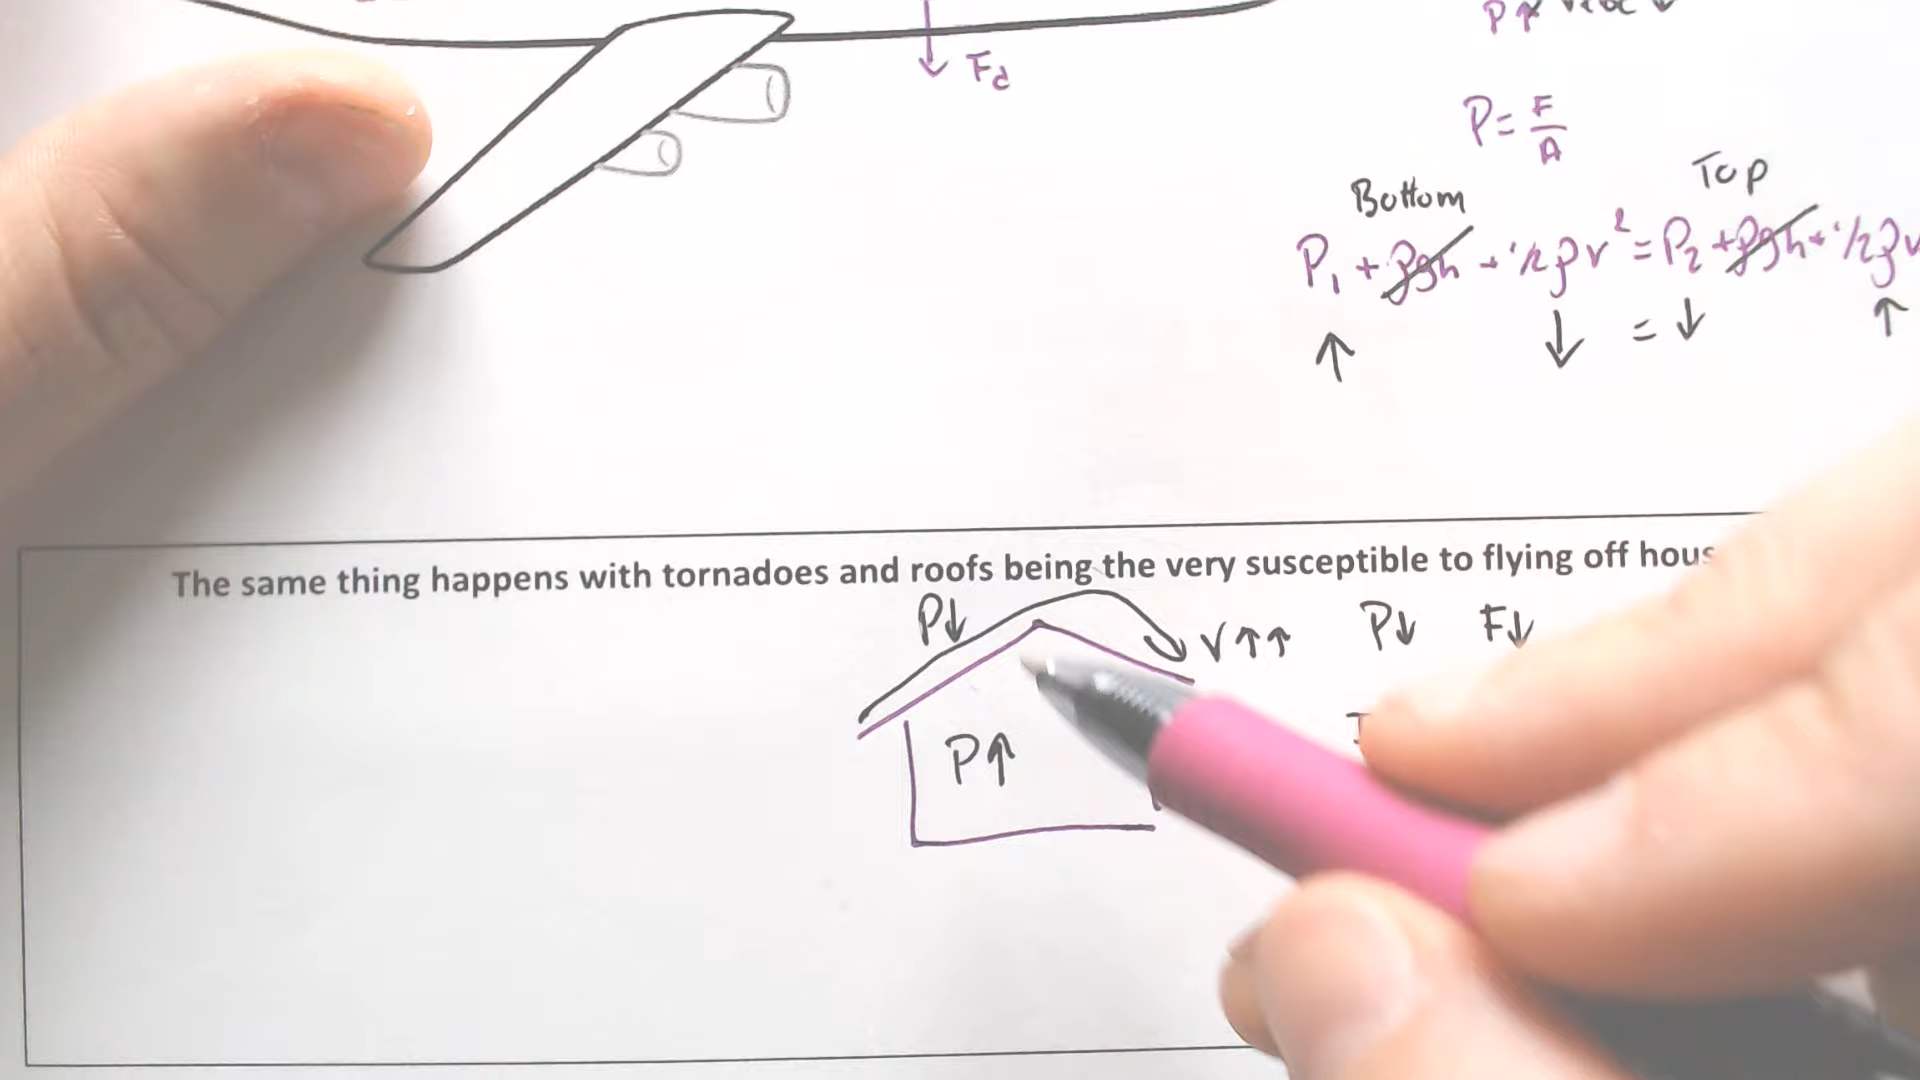 F_d
P = F/A
Bottom Top
P₁ + ρgh + ½ρv² = P₂ + ρgh + ½ρv
↑ ↓ = ↓ ↑
The same thing happens with tornadoes and roofs being the very susceptible to flying off hous
P↓ V↑↑ P↓ F↓
P↑